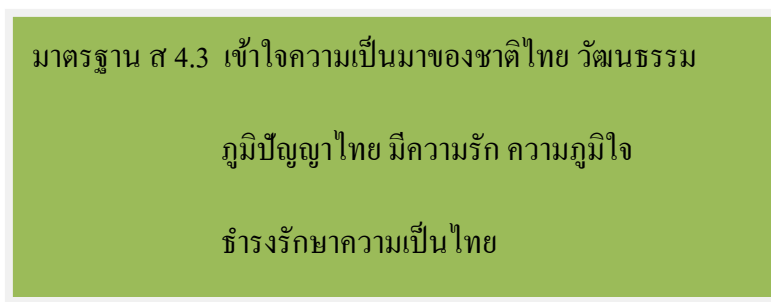 มาตรฐาน ส 4.3 เข้าใจความเป็นมาของชาติไทย วัฒนธรรม
ภูมิปัญญาไทย มีความรัก ความภูมิใจ
ธำรงรักษาความเป็นไทย